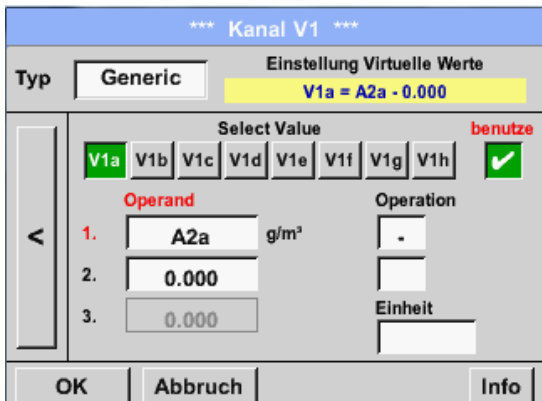 *** Kanal V1 ***
Typ
Generic
Einstellung Virtuelle Werte
V1a = A2a - 0.000
Select Value
benutze
V1a V1b V1c V1d V1e V1f V1g V1h
✔
Operand
Operation
<
1. A2a g/m³ -
2. 0.000
3. 0.000
Einheit
OK Abbruch Info